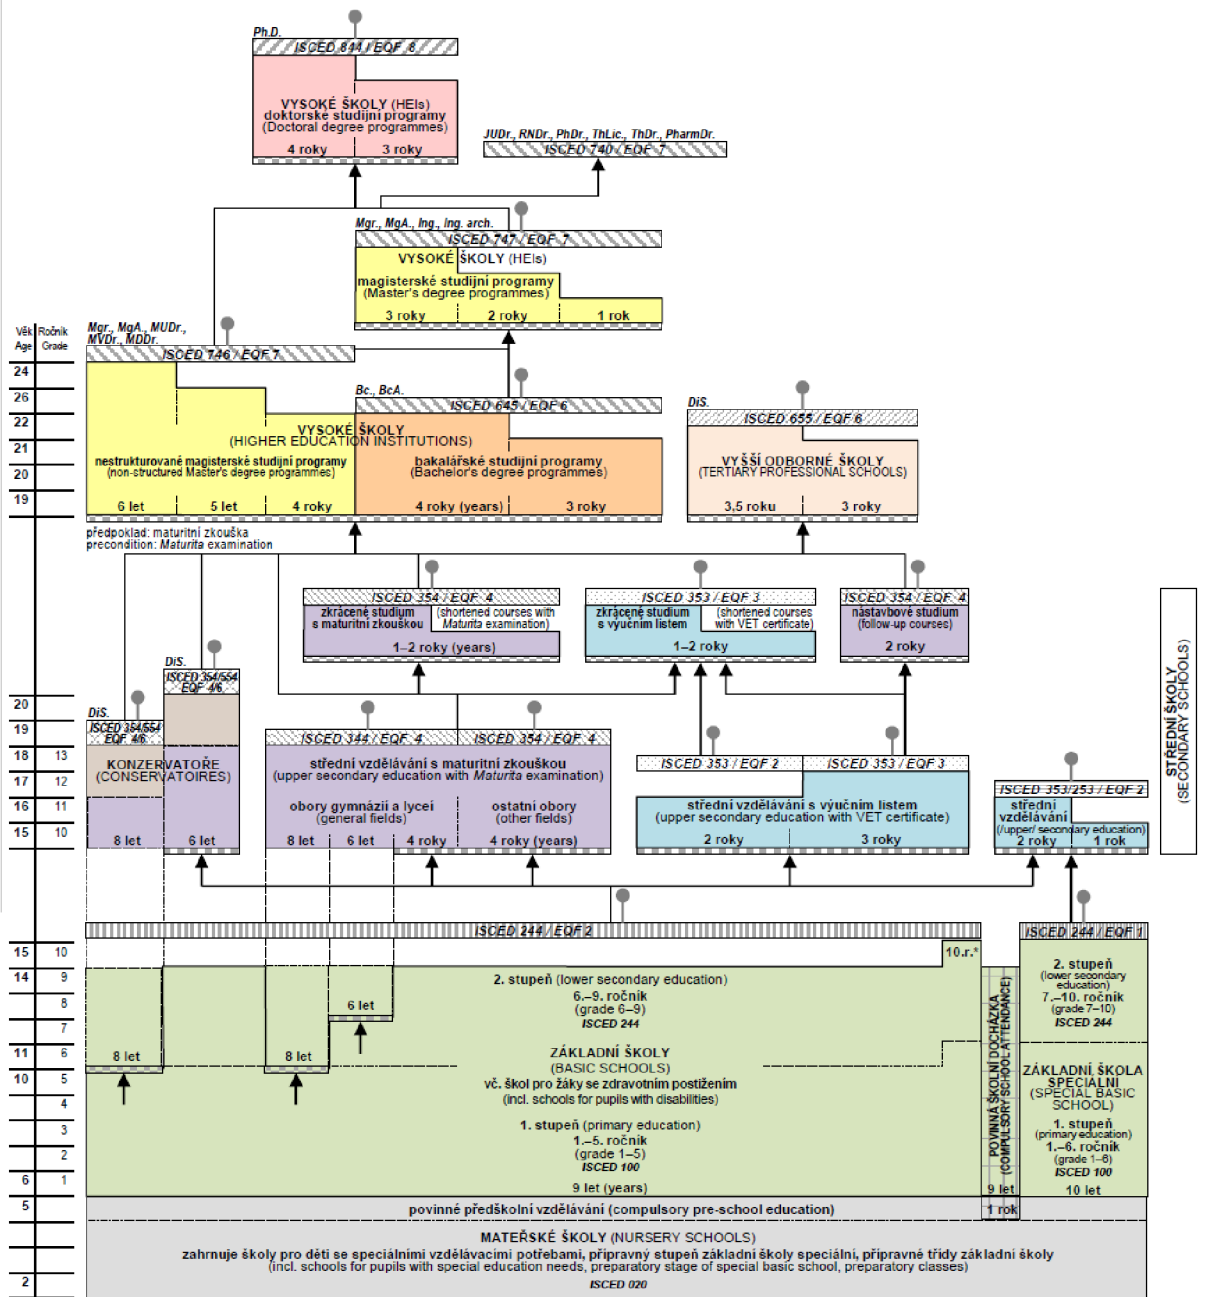 Ph.D.
ISCED 844 / EQF 8
VYSOKÉ ŠKOLY (HEIs)
doktorské studijní programy
(Doctoral degree programmes)
4 roky
3 roky
JUDr., RNDr., PhDr., ThLic., ThDr., PharmDr.
ISCED 740 / EQF 7
Mgr., MgA., Ing., Ing. arch.
ISCED 747 / EQF 7
VYSOKÉ ŠKOLY (HEIs)
magisterské studijní programy
(Master's degree programmes)
3 roky
2 roky
1 rok
Věk Ročník
Age Grade
Mgr., MgA., MUDr.,
MVDr., MDDr.
ISCED 746 / EQF 7
24
26
22
21
20
19
Bc., BcA.
ISCED 645 / EQF 6
VYSOKÉ ŠKOLY
(HIGHER EDUCATION INSTITUTIONS)
nestrukturované magisterské studijní programy
(non-structured Master's degree programmes)
6 let
5 let
4 roky
bakalářské studijní programy
(Bachelor's degree programmes)
4 roky (years)
3 roky
DiS.
ISCED 655 / EQF 6
VYŠŠÍ ODBORNÉ ŠKOLY
(TERTIARY PROFESSIONAL SCHOOLS)
3,5 roku
3 roky
předpoklad: maturitní zkouška
precondition: Maturita examination
ISCED 354 / EQF 4
zkrácené studium
s maturitní zkouškou
(shortened courses with
Maturita examination)
1–2 roky (years)
ISCED 353 / EQF 3
zkrácené studium
s výučním listem
(shortened courses
with VET certificate)
1–2 roky
ISCED 354 / EQF 4
nástavbové studium
(follow-up courses)
2 roky
STŘEDNÍ ŠKOLY
(SECONDARY SCHOOLS)
DiS.
ISCED 354/554
EQF 4/6
DiS.
ISCED 354/554
EQF 4/6
20
19
18 13
17 12
16 11
15 10
KONZERVATOŘE
(CONSERVATOIRES)
8 let
6 let
ISCED 344 / EQF 4
ISCED 354 / EQF 4
střední vzdělávání s maturitní zkouškou
(upper secondary education with Maturita examination)
obory gymnázií a lyceí
(general fields)
ostatní obory
(other fields)
8 let
6 let
4 roky
4 roky (years)
ISCED 353 / EQF 2
ISCED 353 / EQF 3
střední vzdělávání s výučním listem
(upper secondary education with VET certificate)
2 roky
3 roky
ISCED 353/253 / EQF 2
střední
vzdělávání
(/upper/ secondary education)
2 roky
1 rok
ISCED 244 / EQF 2
ISCED 244 / EQF 1
15 10
14 9
8
7
11 6
10 5
4
3
2
6 1
5
2
10.r.*
2. stupeň (lower secondary education)
6.–9. ročník
(grade 6–9)
ISCED 244
6 let
8 let
8 let
ZÁKLADNÍ ŠKOLY
(BASIC SCHOOLS)
vč. škol pro žáky se zdravotním postižením
(incl. schools for pupils with disabilities)
1. stupeň (primary education)
1.–5. ročník
(grade 1–5)
ISCED 100
9 let (years)
POVINNÁ ŠKOLNÍ DOCHÁZKA
(COMPULSORY SCHOOL ATTENDANCE)
9 let
1 rok
2. stupeň
(lower secondary
education)
7.–10. ročník
(grade 7–10)
ISCED 244
ZÁKLADNÍ ŠKOLA
SPECIÁLNÍ
(SPECIAL BASIC
SCHOOL)
1. stupeň
(primary education)
1.–6. ročník
(grade 1–6)
ISCED 100
10 let
povinné předškolní vzdělávání (compulsory pre-school education)
MATEŘSKÉ ŠKOLY (NURSERY SCHOOLS)
zahrnuje školy pro děti se speciálními vzdělávacími potřebami, přípravný stupeň základní školy speciální, přípravné třídy základní školy
(incl. schools for pupils with special education needs, preparatory stage of special basic school, preparatory classes)
ISCED 020